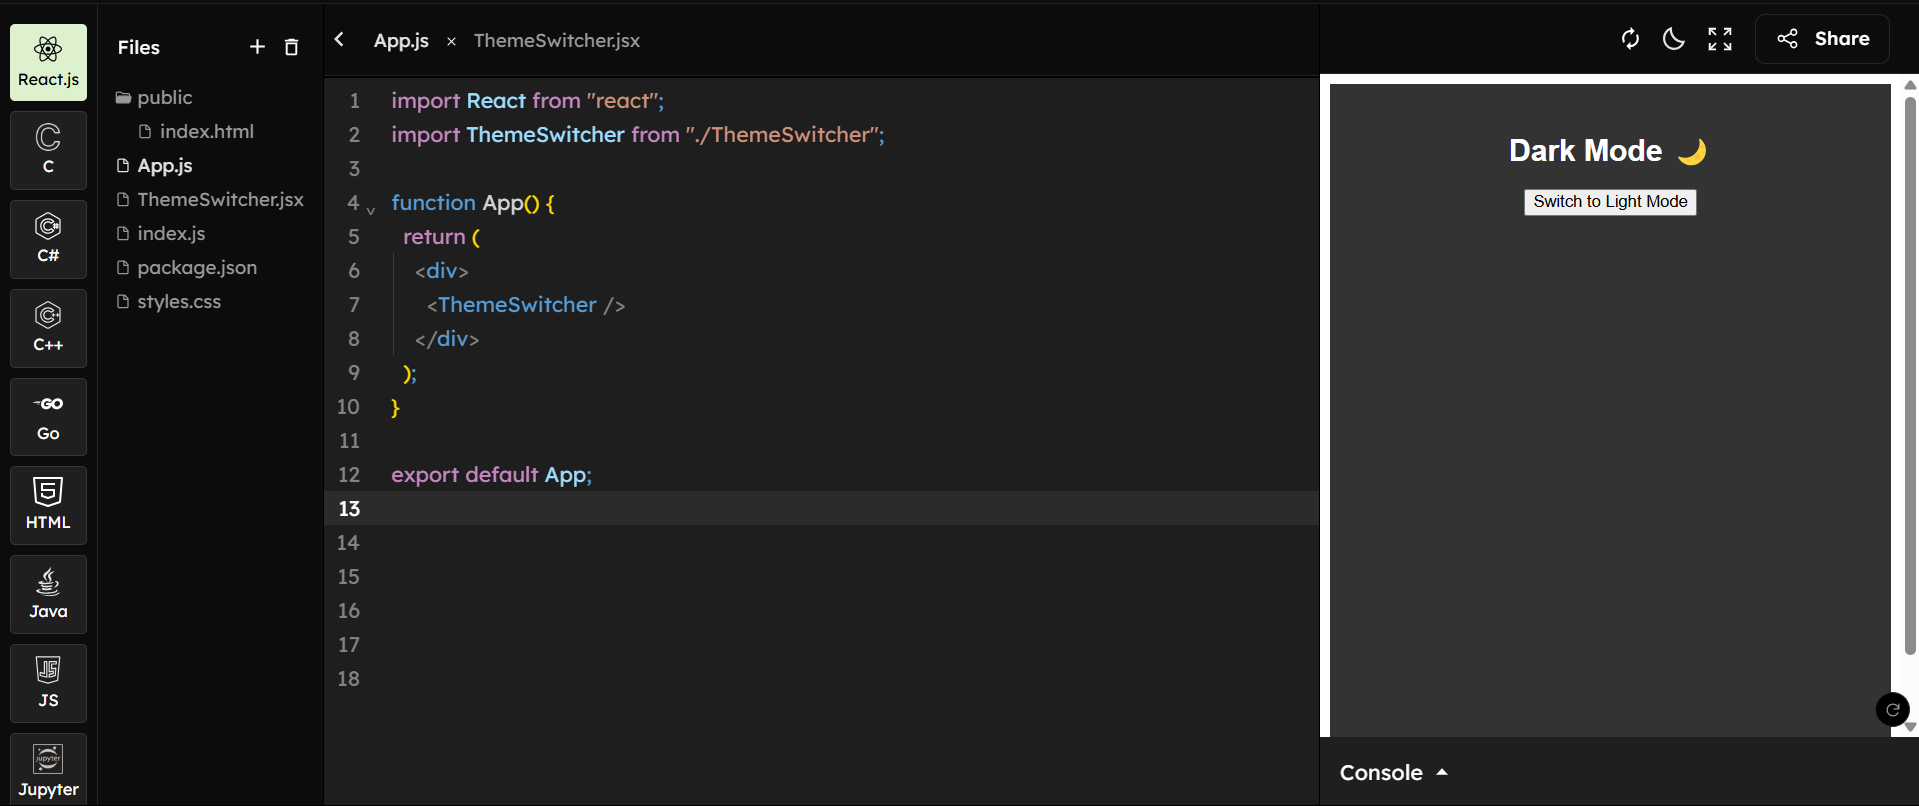 React.js
C
C#
C++
GO
Go
HTML
Java
JS
JS
jupyter
Jupyter
Files
public
index.html
App.js
ThemeSwitcher.jsx
index.js
package.json
styles.css
App.js × ThemeSwitcher.jsx
1 import React from "react";
2 import ThemeSwitcher from "./ThemeSwitcher";
3
4 function App() {
5 return (
6 <div>
7 <ThemeSwitcher />
8 </div>
9 );
10 }
11
12 export default App;
13
14
15
16
17
18
Share
Dark Mode 🌙
Switch to Light Mode
Console